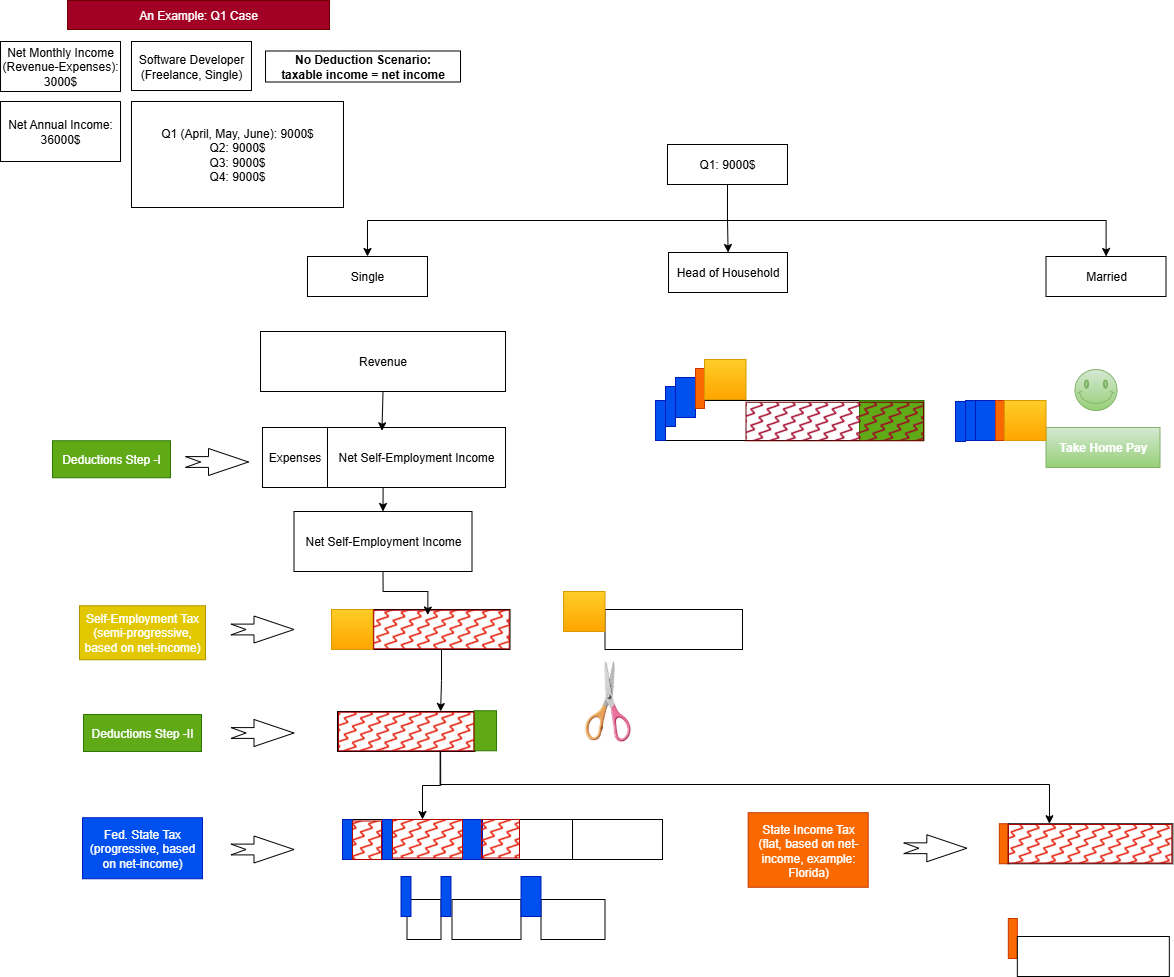 An Example: Q1 Case
Net Monthly Income
(Revenue-Expenses):
3000$
Software Developer
(Freelance, Single)
No Deduction Scenario:
taxable income = net income
Net Annual Income:
36000$
Q1 (April, May, June): 9000$
Q2: 9000$
Q3: 9000$
Q4: 9000$
Q1: 9000$
Single
Head of Household
Married
Revenue
Deductions Step -I
Expenses
Net Self-Employment Income
Take Home Pay
Net Self-Employment Income
Self-Employment Tax
(semi-progressive,
based on net-income)
Deductions Step -II
Fed. State Tax
(progressive, based
on net-income)
State Income Tax
(flat, based on net-
income, example:
Florida)